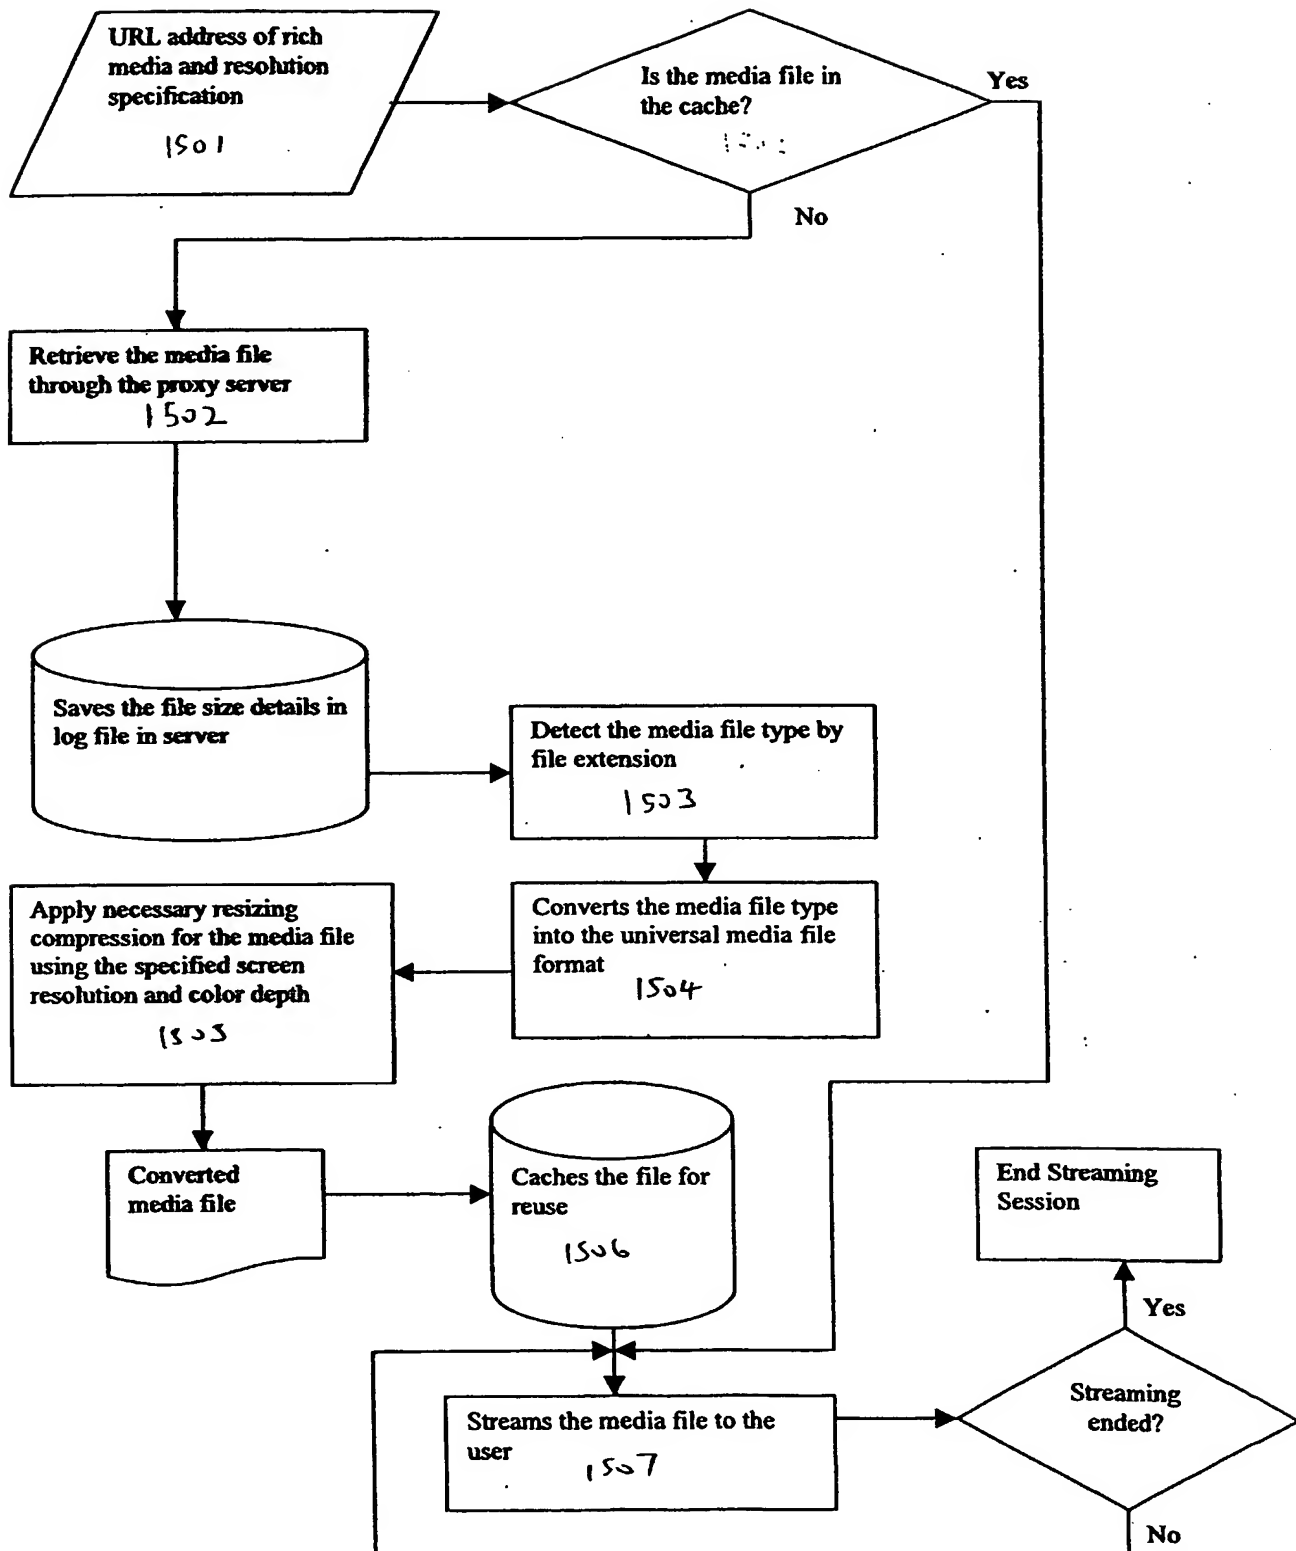 URL address of rich
media and resolution
specification
1501
Is the media file in
the cache?
Yes
No
Retrieve the media file
through the proxy server
1502
Saves the file size details in
log file in server
Detect the media file type by
file extension
1503
Converts the media file type
into the universal media file
format
1504
Apply necessary resizing
compression for the media file
using the specified screen
resolution and color depth
1505
Converted
media file
Caches the file for
reuse
1506
End Streaming
Session
Yes
Streaming
ended?
Streams the media file to the
user
1507
No